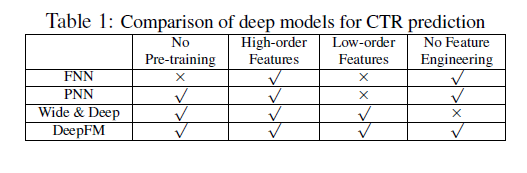 Table 1: Comparison of deep models for CTR prediction
No Pre-training High-order Features Low-order Features No Feature Engineering
FNN × √ × √
PNN √ √ × √
Wide & Deep √ √ √ ×
DeepFM √ √ √ √